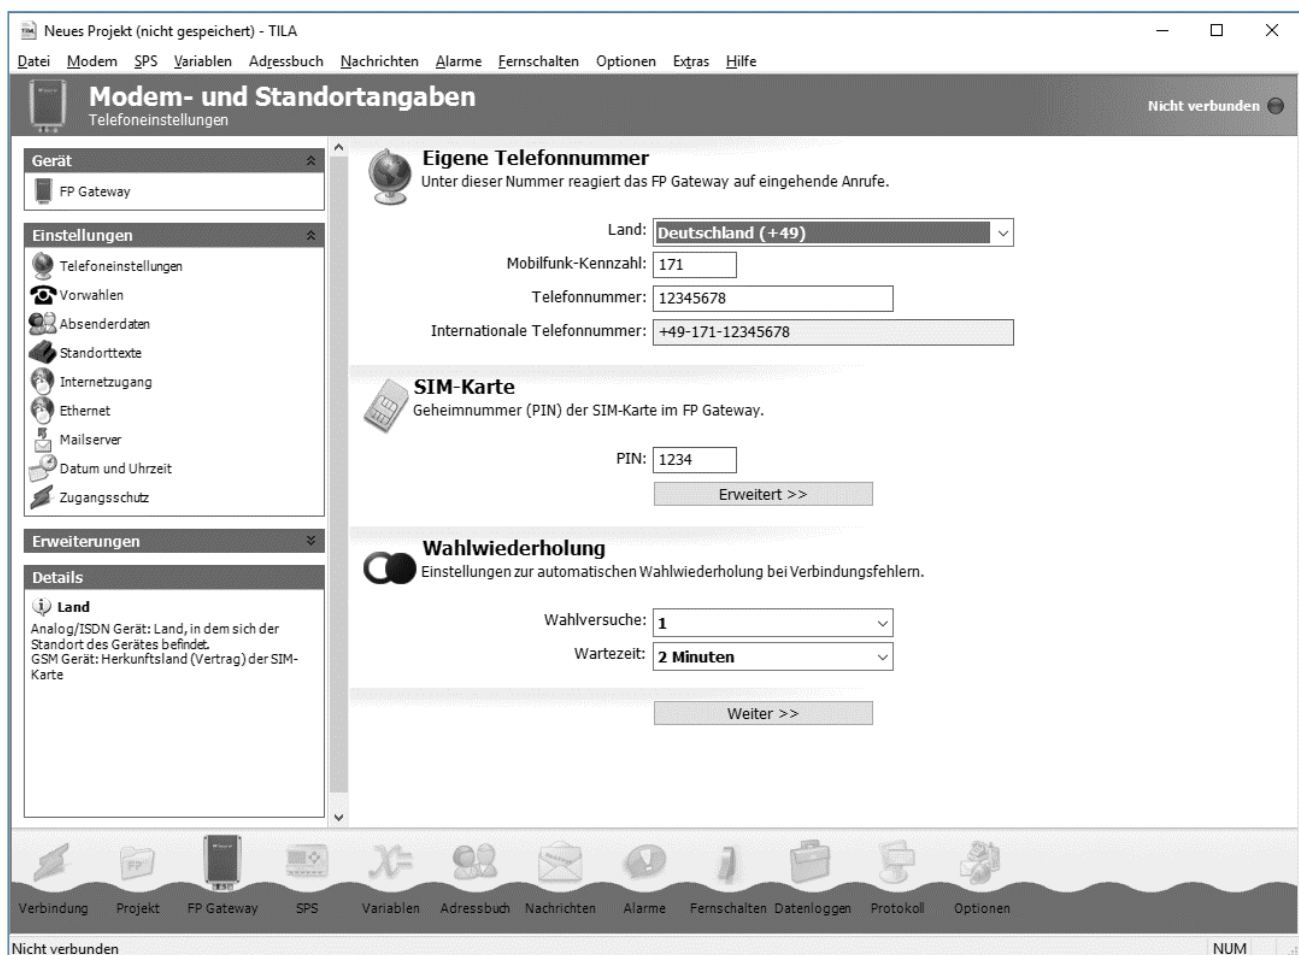 Neues Projekt (nicht gespeichert) - TILA
Datei Modem SPS Variablen Adressbuch Nachrichten Alarme Fernschalten Optionen Extras Hilfe
Modem- und Standortangaben
Telefoneinstellungen
Nicht verbunden
Gerät
FP Gateway
Einstellungen
Telefoneinstellungen
Vorwahlen
Absenderdaten
Standorttexte
Internetzugang
Ethernet
Mailserver
Datum und Uhrzeit
Zugangsschutz
Erweiterungen
Details
Land
Analog/ISDN Gerät: Land, in dem sich der
Standort des Gerätes befindet.
GSM Gerät: Herkunftsland (Vertrag) der SIM-
Karte
Eigene Telefonnummer
Unter dieser Nummer reagiert das FP Gateway auf eingehende Anrufe.
Land: Deutschland (+49)
Mobilfunk-Kennzahl: 171
Telefonnummer: 12345678
Internationale Telefonnummer: +49-171-12345678
SIM-Karte
Geheimnummer (PIN) der SIM-Karte im FP Gateway.
PIN: 1234
Erweitert >>
Wahlwiederholung
Einstellungen zur automatischen Wahlwiederholung bei Verbindungsfehlern.
Wahlversuche: 1
Wartezeit: 2 Minuten
Weiter >>
FP
Verbindung Projekt FP Gateway SPS Variablen Adressbuch Nachrichten Alarme Fernschalten Datenloggen Protokoll Optionen
Nicht verbunden
NUM